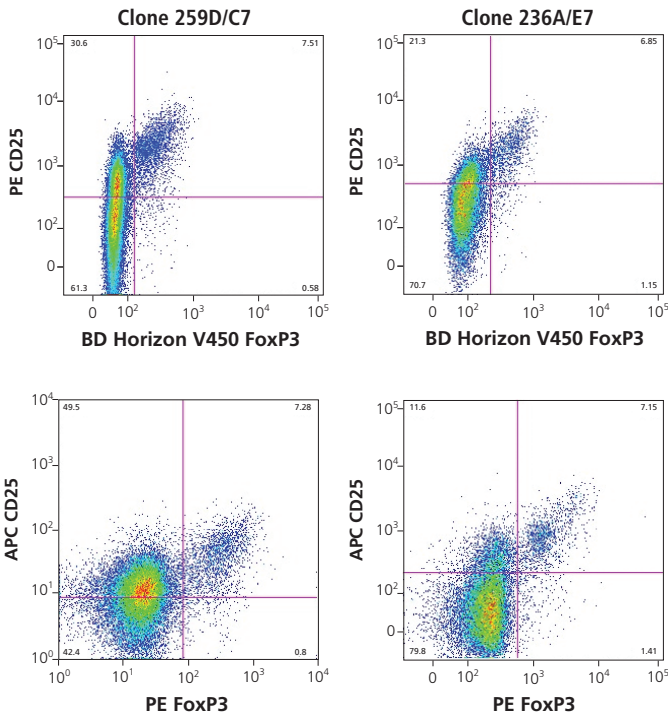 Clone 259D/C7
Clone 236A/E7
30.6 7.51
61.3 0.58
10⁵
10⁴
10³
10²
0
PE CD25
0 10² 10³ 10⁴ 10⁵
BD Horizon V450 FoxP3
21.3 6.85
70.7 1.15
10⁵
10⁴
10³
10²
0
PE CD25
0 10² 10³ 10⁴ 10⁵
BD Horizon V450 FoxP3
49.5 7.28
42.4 0.8
10⁴
10³
10²
10¹
10⁰
APC CD25
10⁰ 10¹ 10² 10³ 10⁴
PE FoxP3
11.6 7.15
79.8 1.41
10⁵
10⁴
10³
10²
0
APC CD25
0 10² 10³ 10⁴ 10⁵
PE FoxP3